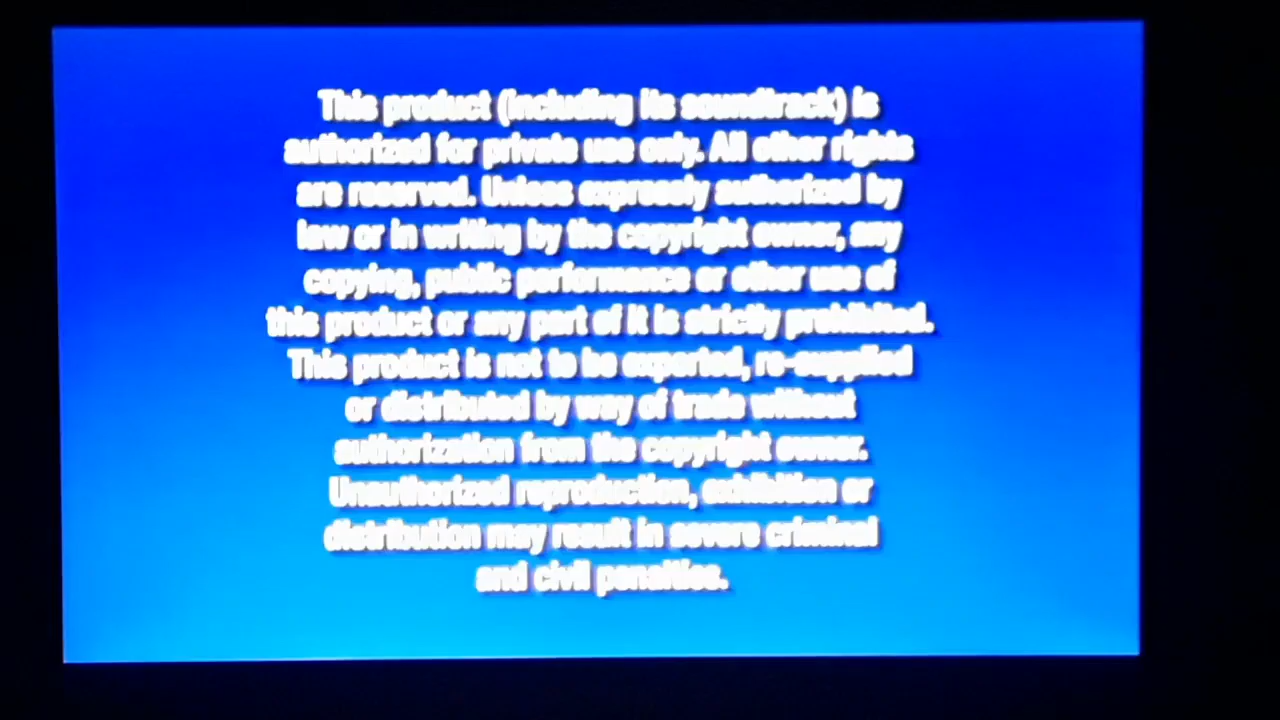 This product (including its soundtrack) is
authorized for private use only. All other rights
are reserved. Unless expressly authorized by
law or in writing by the copyright owner, any
copying, public performance or other use of
this product or any part of it is strictly prohibited.
This product is not to be exported, re-supplied
or distributed by way of trade without
authorization from the copyright owner.
Unauthorized reproduction, exhibition or
distribution may result in severe criminal
and civil penalties.